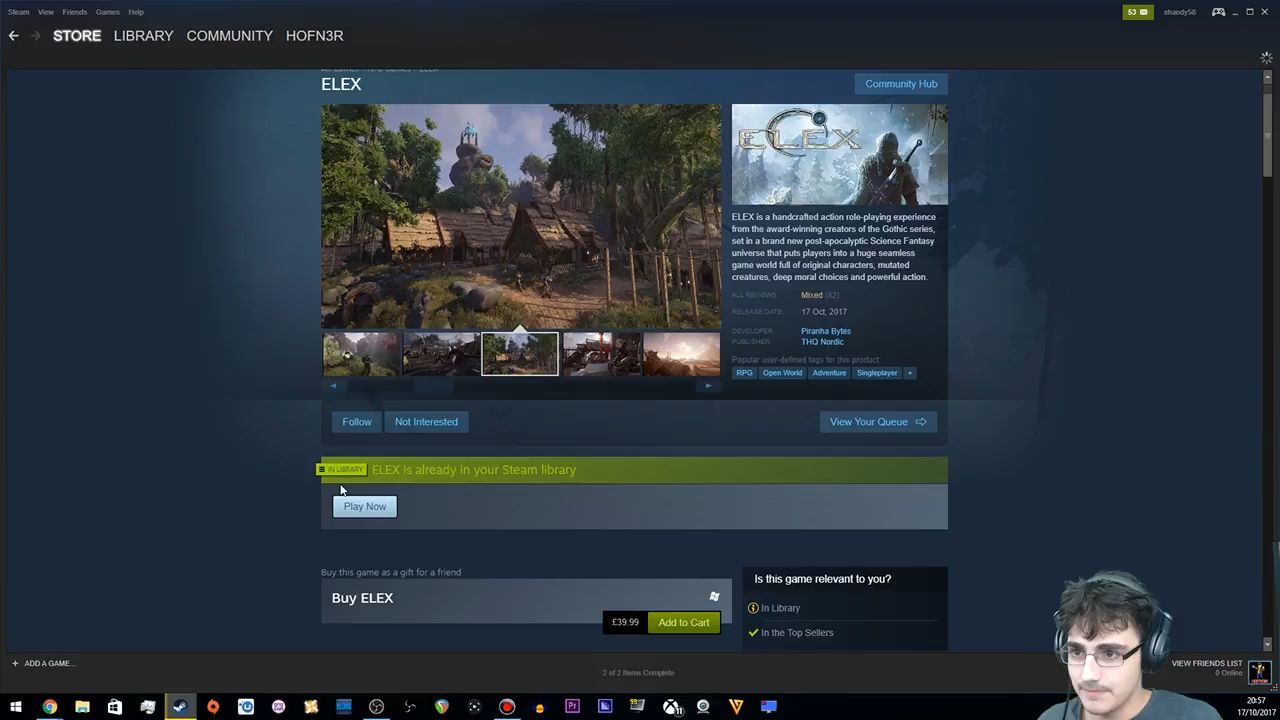 Steam View Friends Games Help
53
shandy58
STORE LIBRARY COMMUNITY HOFN3R
ELEX
Community Hub
ELEX
ELEX is a handcrafted action role-playing experience
from the award-winning creators of the Gothic series,
set in a brand new post-apocalyptic Science Fantasy
universe that puts players into a huge seamless
game world full of original characters, mutated
creatures, deep moral choices and powerful action.
ALL REVIEWS Mixed (82)
RELEASE DATE: 17 Oct, 2017
DEVELOPER: Piranha Bytes
PUBLISHER: THQ Nordic
Popular user-defined tags for this product:
RPG Open World Adventure Singleplayer +
Follow Not Interested
View Your Queue
IN LIBRARY ELEX is already in your Steam library
Play Now
Buy this game as a gift for a friend
Buy ELEX
£39.99 Add to Cart
Is this game relevant to you?
In Library
In the Top Sellers
+ ADD A GAME...
2 of 2 Items Complete
VIEW FRIENDS LIST
0 Online
20:57
17/10/2017